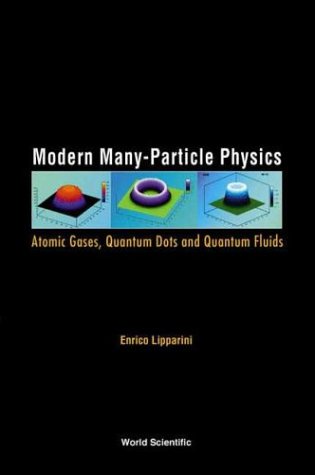 Modern Many-Particle Physics
Atomic Gases, Quantum Dots and Quantum Fluids
Enrico Lipparini
World Scientific